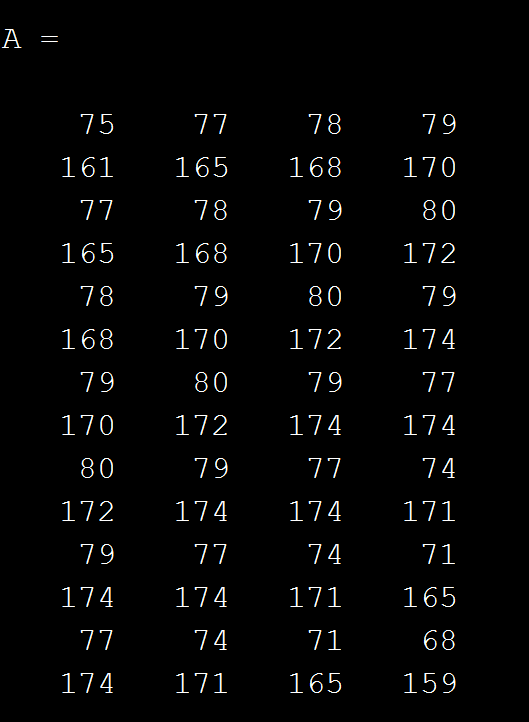 A =
75 77 78 79
161 165 168 170
77 78 79 80
165 168 170 172
78 79 80 79
168 170 172 174
79 80 79 77
170 172 174 174
80 79 77 74
172 174 174 171
79 77 74 71
174 174 171 165
77 74 71 68
174 171 165 159